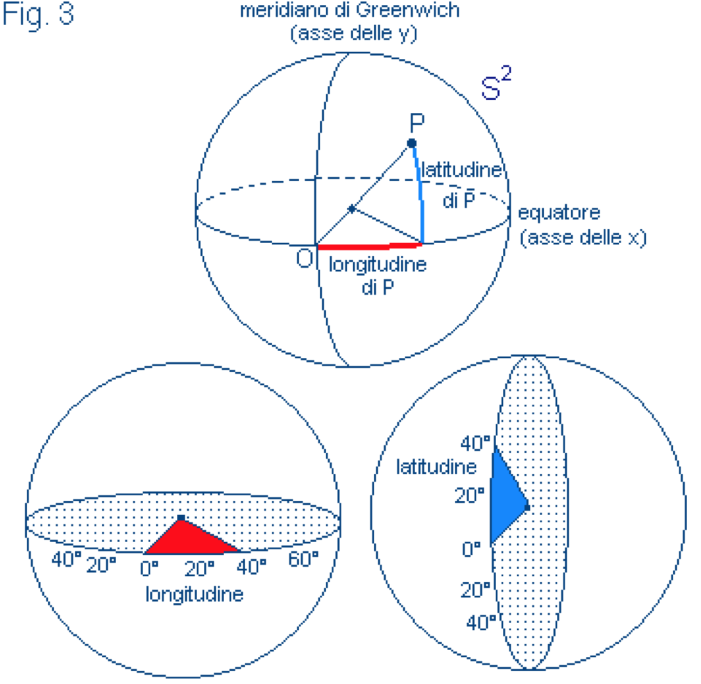 Fig. 3
meridiano di Greenwich
(asse delle y)
S²
P
latitudine
di P
equatore
(asse delle x)
O
longitudine
di P
40° 20° 0° 20° 40° 60°
longitudine
40°
latitudine
20°
0°
20°
40°